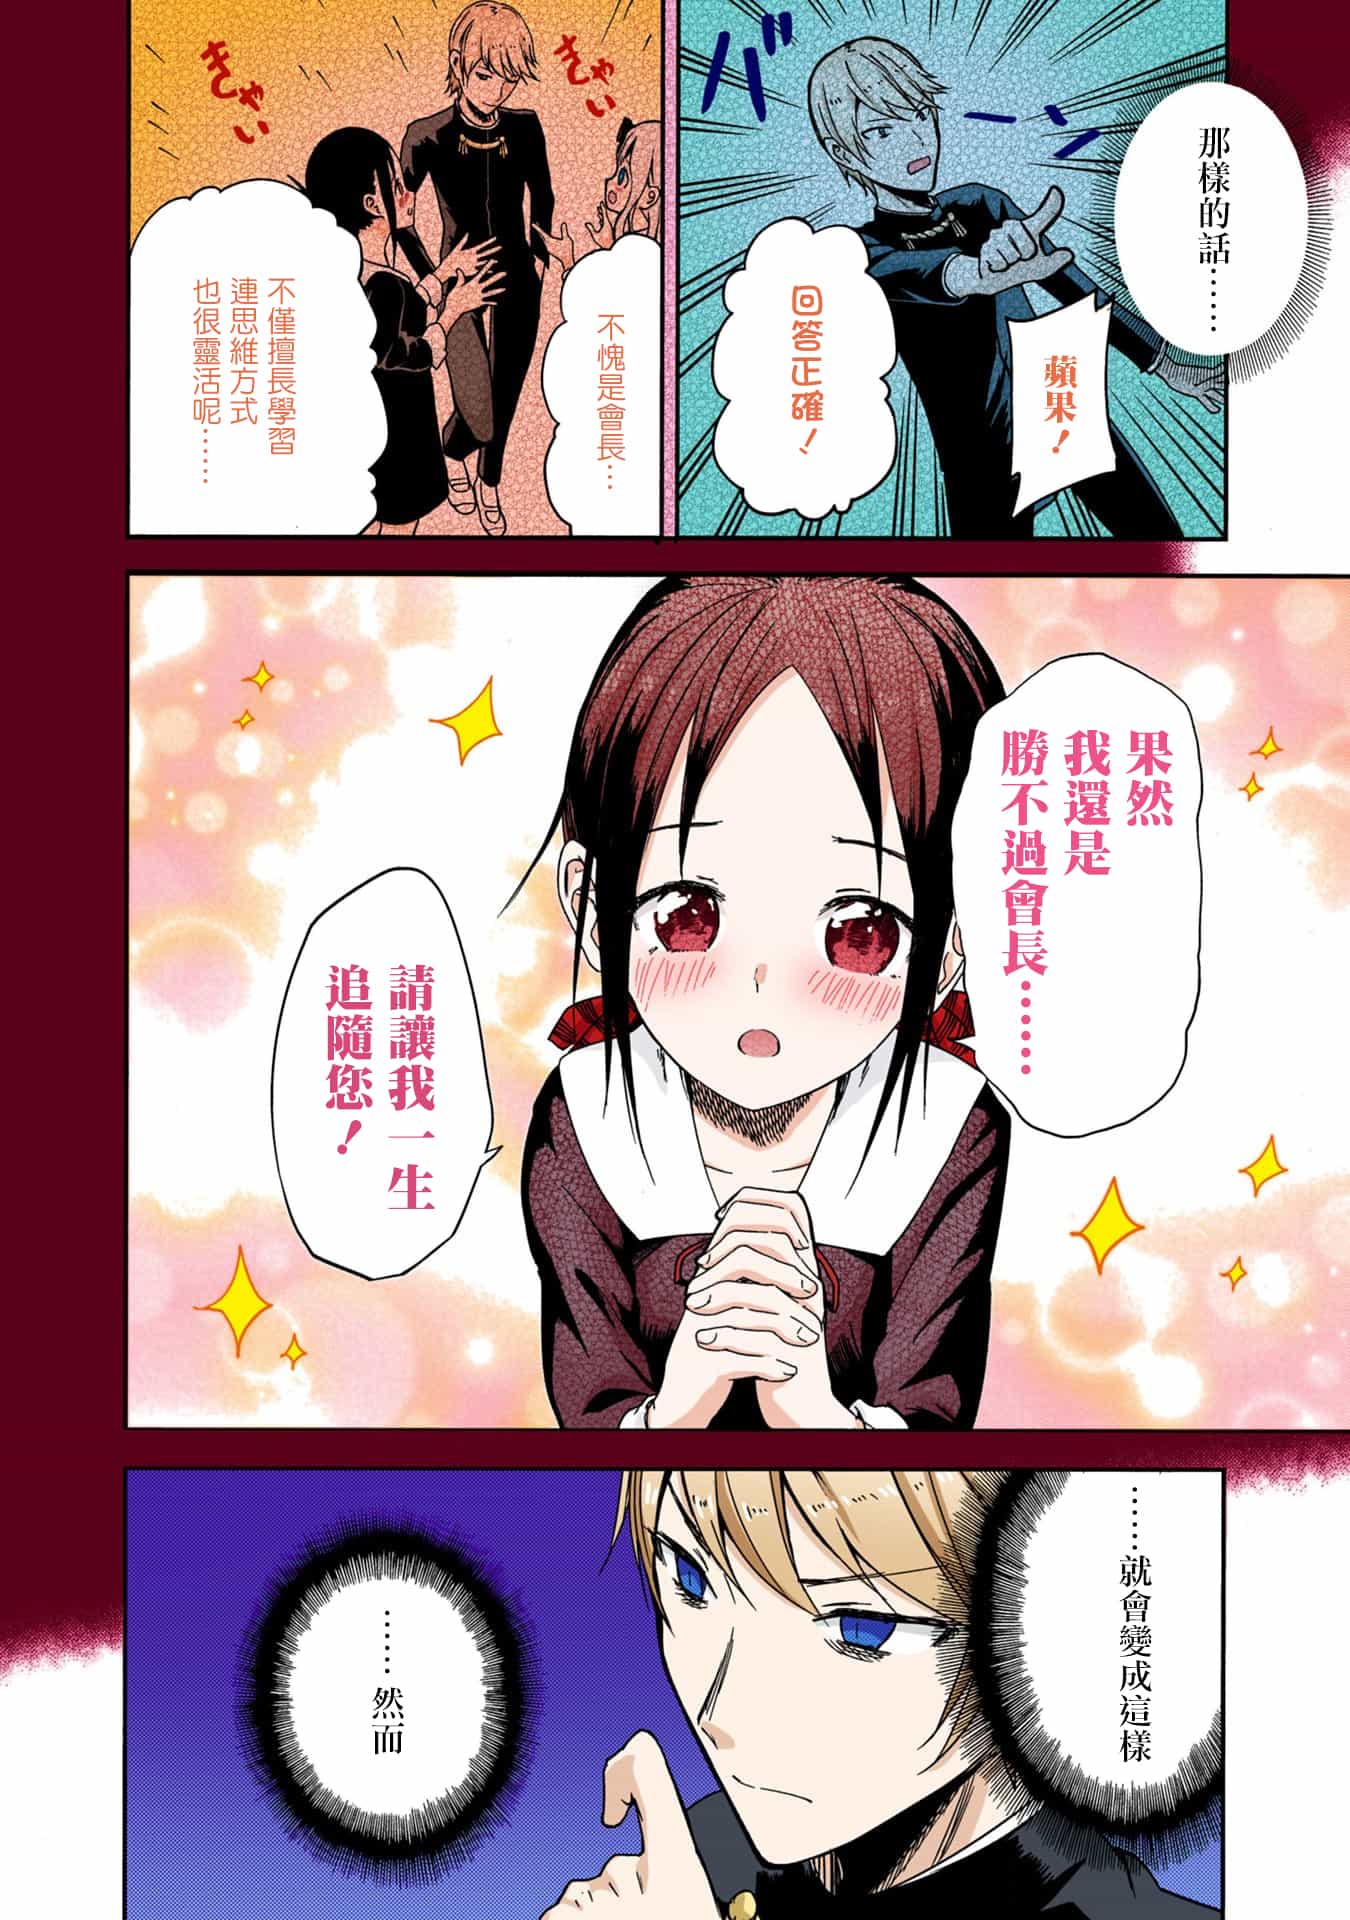 那樣的話……
バーン
蘋果！
回答正確！
きゃい
きゃい
不愧是會長…
不僅擅長學習
連思維方式
也很靈活呢……
果然
我還是
勝不過會長……
請讓我一生
追隨您！
……就會變成這樣
……然而